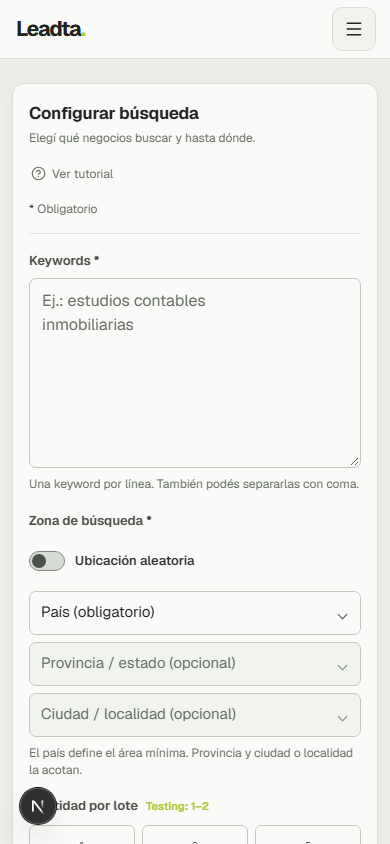 Leadta.
Configurar búsqueda
Elegí qué negocios buscar y hasta dónde.
Ver tutorial
* Obligatorio
Keywords *
Ej.: estudios contables
inmobiliarias
Una keyword por línea. También podés separarlas con coma.
Zona de búsqueda *
Ubicación aleatoria
País (obligatorio)
Provincia / estado (opcional)
Ciudad / localidad (opcional)
El país define el área mínima. Provincia y ciudad o localidad
la acotan.
N
tidad por lote Testing: 1–2